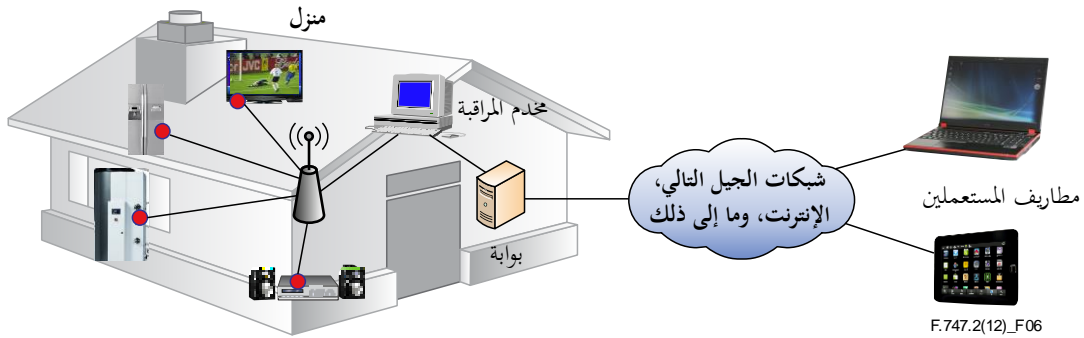 منزل
مخدم المراقبة
شبكات الجيل التالي،
الإنترنت، وما إلى ذلك
مطاريف المستعملين
بوابة
F.747.2(12)_F06